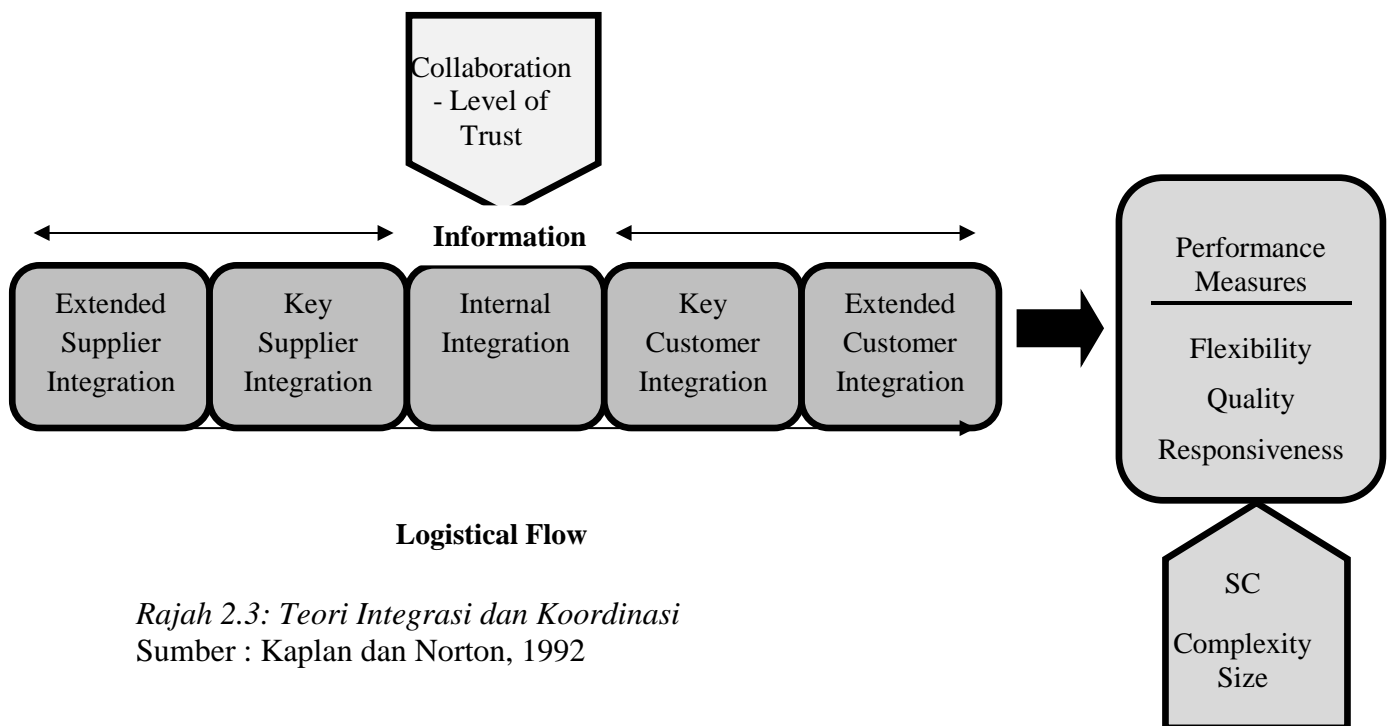 Collaboration
- Level of
Trust
Information
Extended
Supplier
Integration
Key
Supplier
Integration
Internal
Integration
Key
Customer
Integration
Extended
Customer
Integration
Performance
Measures
Flexibility
Quality
Responsiveness
Logistical Flow
SC
Complexity
Size
Rajah 2.3: Teori Integrasi dan Koordinasi
Sumber : Kaplan dan Norton, 1992